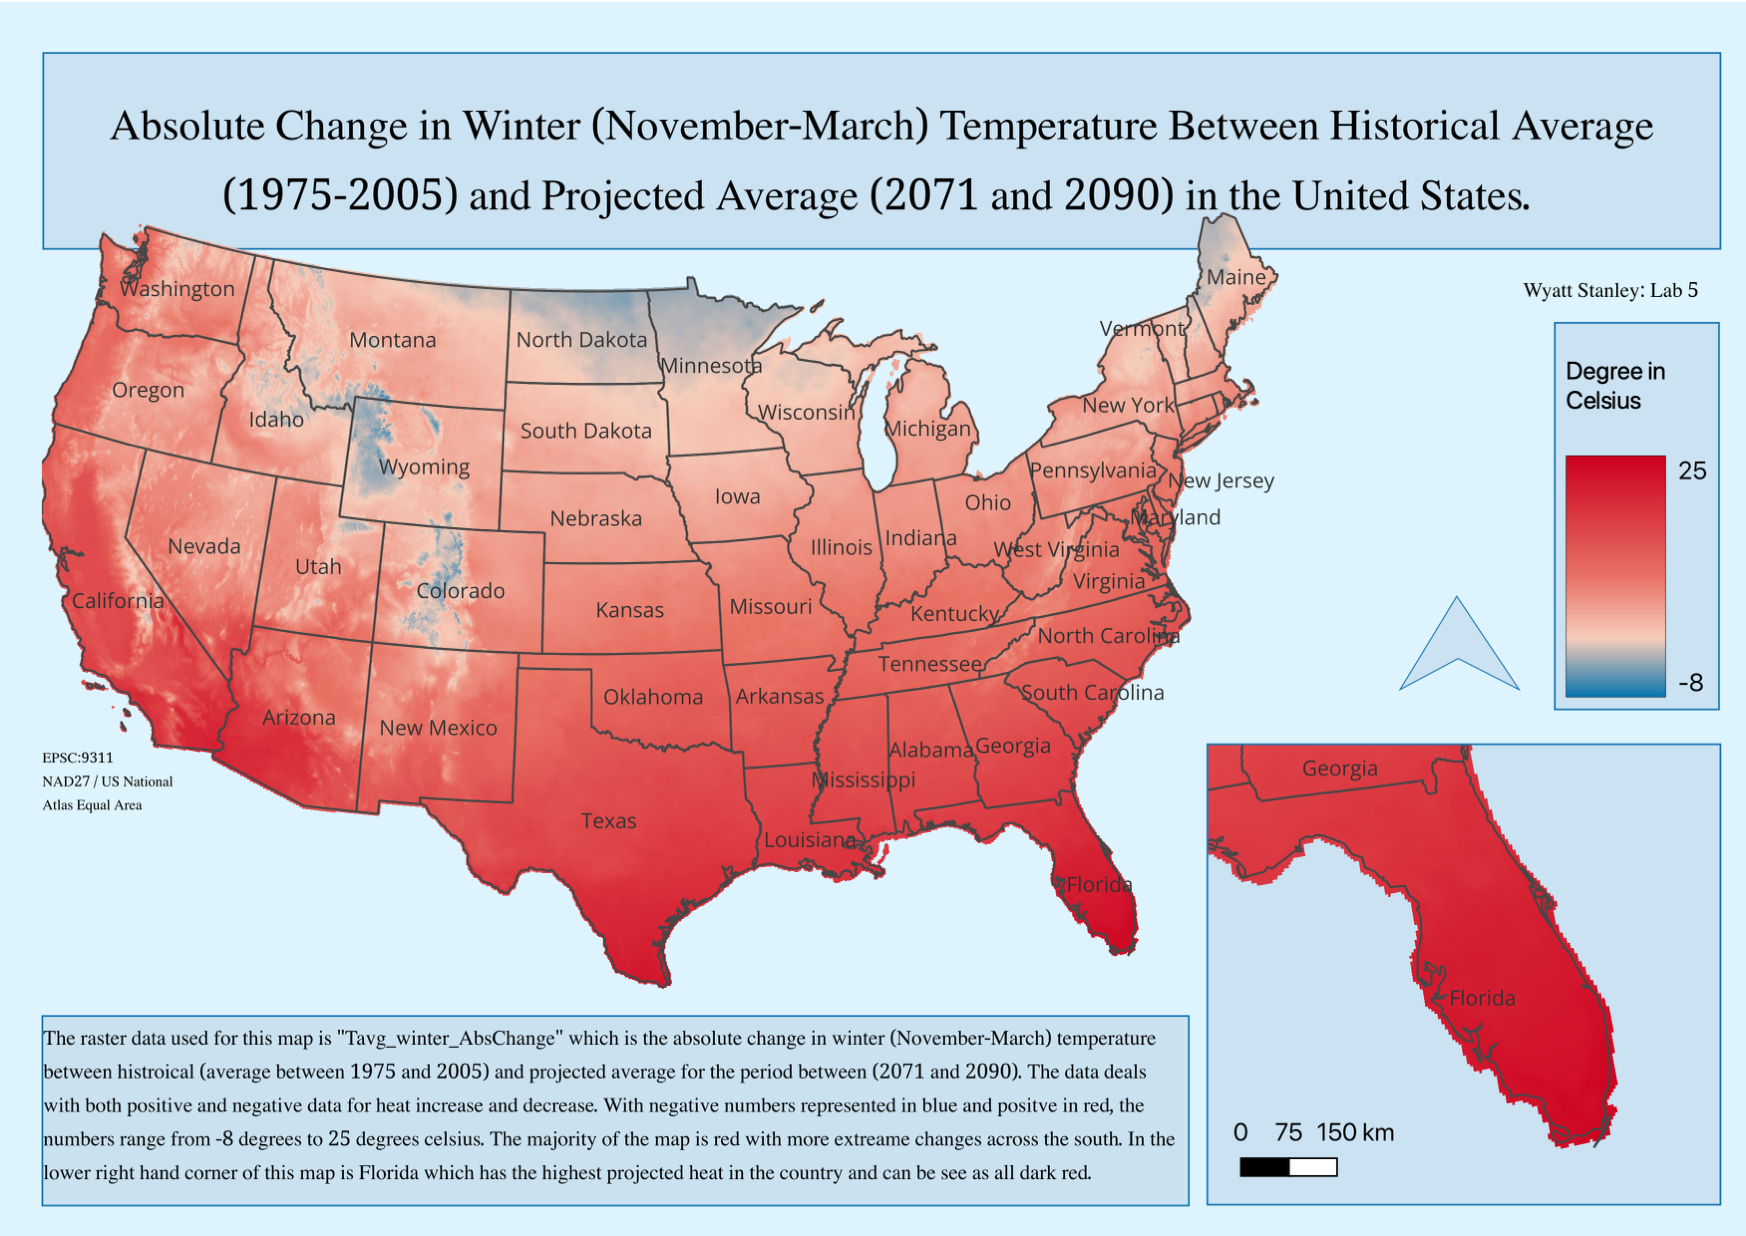 Absolute Change in Winter (November-March) Temperature Between Historical Average
(1975-2005) and Projected Average (2071 and 2090) in the United States.
Wyatt Stanley: Lab 5
Degree in
Celsius
25
-8
Washington
Oregon
Idaho
Montana
North Dakota
Minnesota
Maine
Vermont
Wisconsin
Michigan
New York
South Dakota
Wyoming
Pennsylvania
New Jersey
Iowa
Ohio
Maryland
Nebraska
Nevada
Utah
Colorado
Illinois
Indiana
West Virginia
Virginia
California
Kansas
Missouri
Kentucky
North Carolina
Tennessee
Arizona
New Mexico
Oklahoma
Arkansas
South Carolina
Mississippi
Alabama
Georgia
Texas
Louisiana
Florida
EPSC:9311
NAD27 / US National
Atlas Equal Area
Georgia
Florida
0 75 150 km
The raster data used for this map is "Tavg_winter_AbsChange" which is the absolute change in winter (November-March) temperature
between histroical (average between 1975 and 2005) and projected average for the period between (2071 and 2090). The data deals
with both positive and negative data for heat increase and decrease. With negative numbers represented in blue and positve in red, the
numbers range from -8 degrees to 25 degrees celsius. The majority of the map is red with more extreame changes across the south. In the
lower right hand corner of this map is Florida which has the highest projected heat in the country and can be see as all dark red.